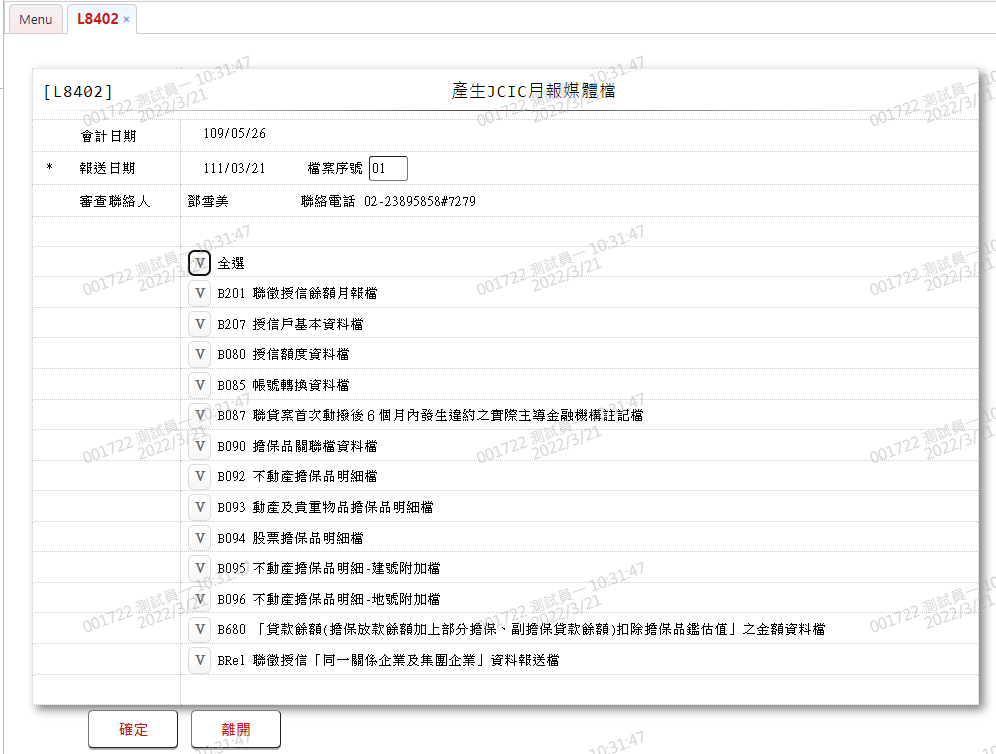 Menu L8402 ×
[L8402] 產生JCIC月報媒體檔
會計日期 109/05/26
* 報送日期 111/03/21 檔案序號 01
審查聯絡人 鄧雪美 聯絡電話 02-23895858#7279
V 全選
V B201 聯徵授信餘額月報檔
V B207 授信戶基本資料檔
V B080 授信額度資料檔
V B085 帳號轉換資料檔
V B087 聯貸案首次動撥後６個月內發生違約之實際主導金融機構註記檔
V B090 擔保品關聯檔資料檔
V B092 不動產擔保品明細檔
V B093 動產及貴重物品擔保品明細檔
V B094 股票擔保品明細檔
V B095 不動產擔保品明細-建號附加檔
V B096 不動產擔保品明細-地號附加檔
V B680 「貸款餘額(擔保放款餘額加上部分擔保、副擔保貸款餘額)扣除擔保品鑑估值」之金額資料檔
V BRel 聯徵授信「同一關係企業及集團企業」資料報送檔
確定 離開
001722 測試員一 10:31:47
2022/3/21